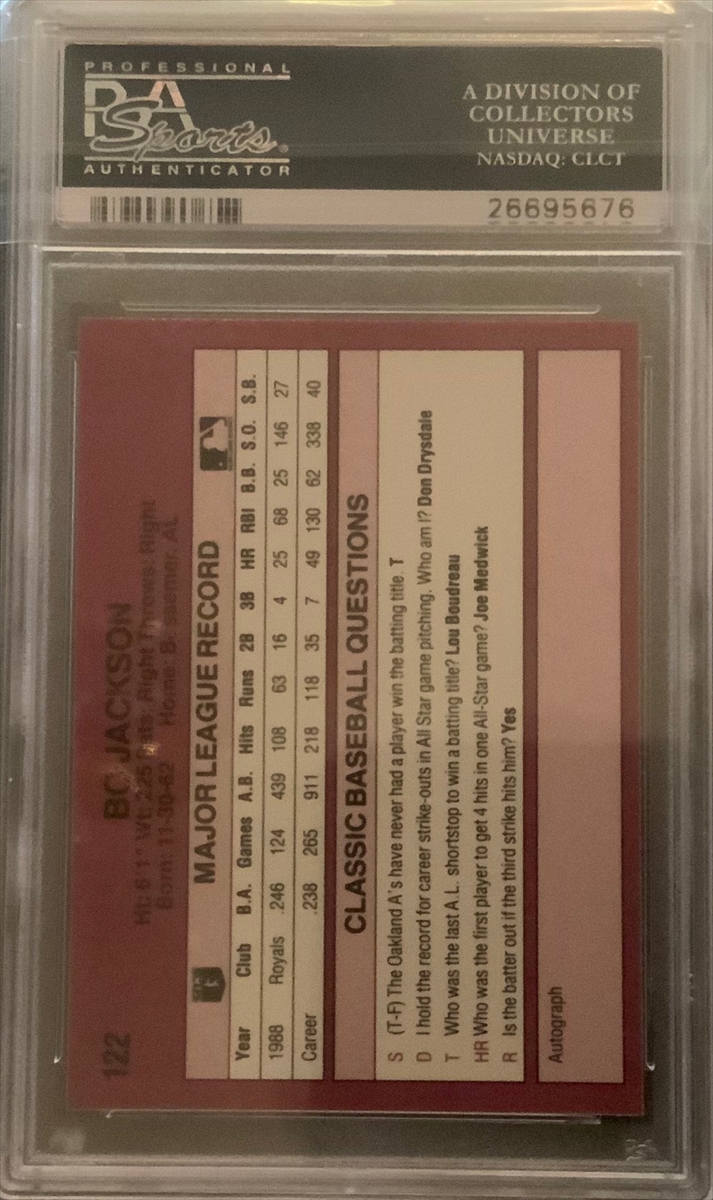 PROFESSIONAL
PSA
Sports
AUTHENTICATOR
A DIVISION OF
COLLECTORS
UNIVERSE
NASDAQ: CLCT
26695676
122 BO JACKSON
Ht: 6'1" Wt: 225 Bats: Right Throws: Right
Born: 11-30-62 Home: Bessemer, AL
MAJOR LEAGUE RECORD
Year Club B.A. Games A.B. Hits Runs 2B 3B HR RBI B.B. S.O. S.B.
1988 Royals .246 124 439 108 63 16 4 25 68 25 146 27
Career .238 265 911 218 118 35 7 49 130 62 338 40
CLASSIC BASEBALL QUESTIONS
S (T-F) The Oakland A's have never had a player win the batting title. T
D I hold the record for career strike-outs in All Star game pitching. Who am I? Don Drysdale
T Who was the last A.L. shortstop to win a batting title? Lou Boudreau
HR Who was the first player to get 4 hits in one All-Star game? Joe Medwick
R Is the batter out if the third strike hits him? Yes
Autograph